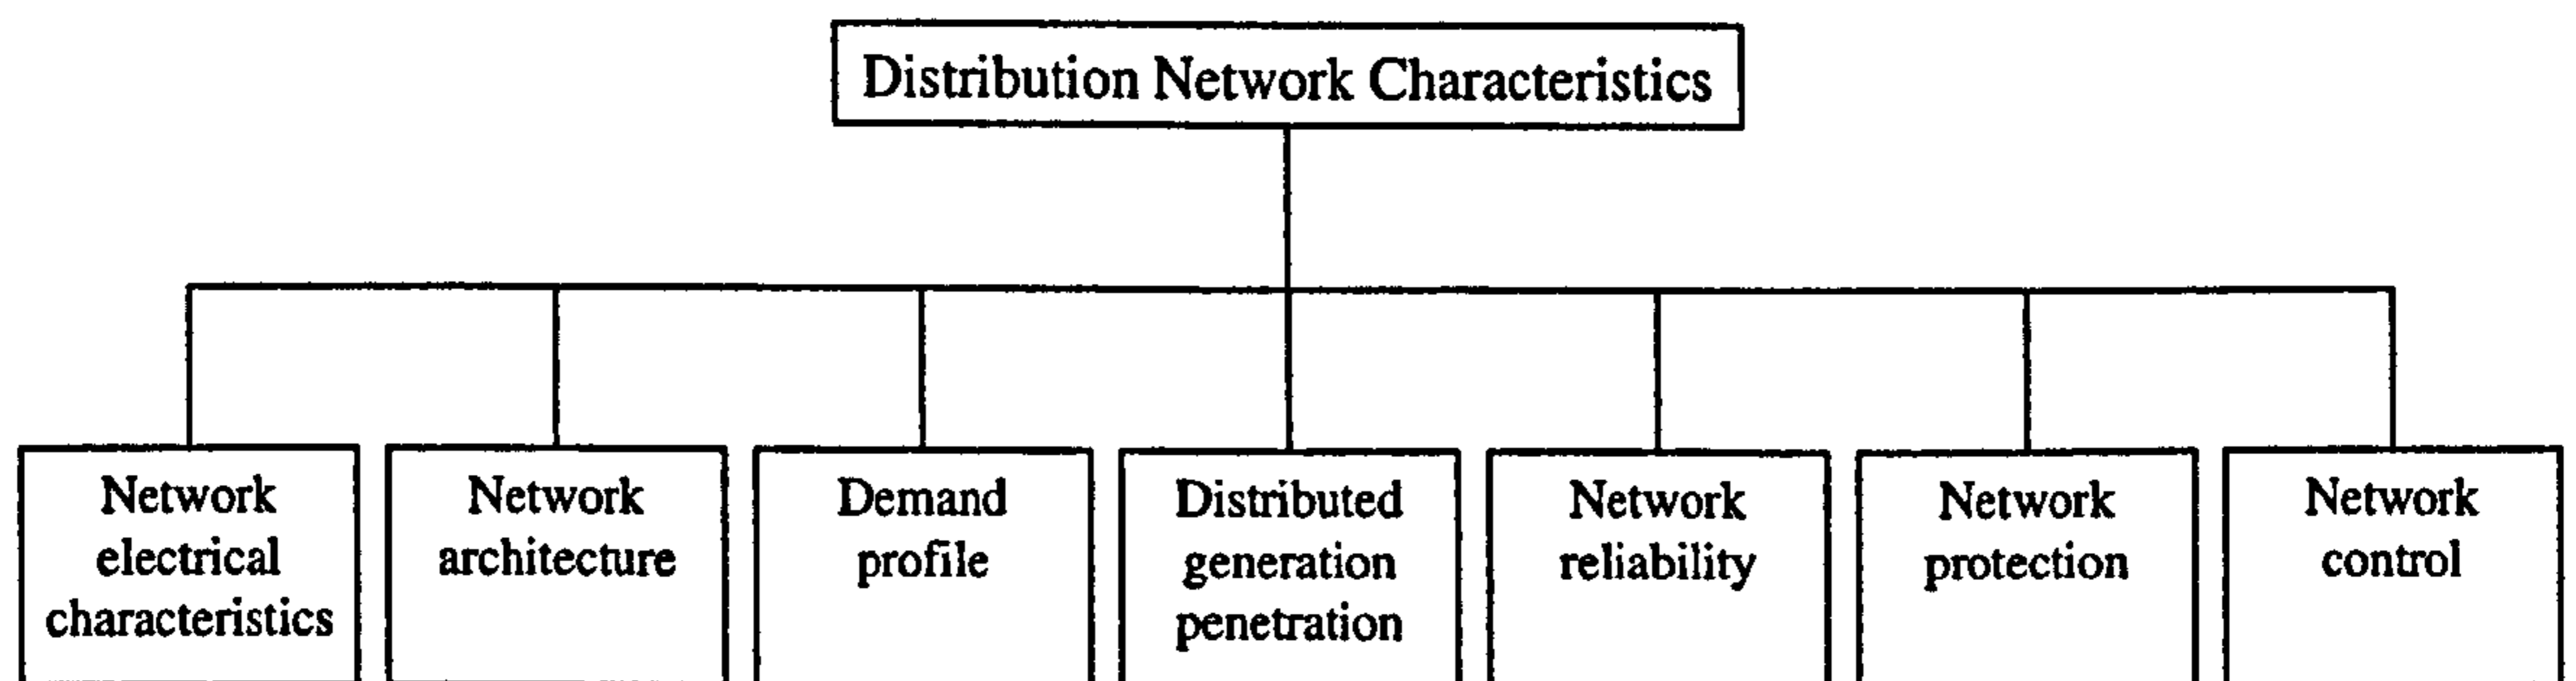 Distribution Network Characteristics
Network
electrical
characteristics
Network
architecture
Demand
profile
Distributed
generation
penetration
Network
reliability
Network
protection
Network
control